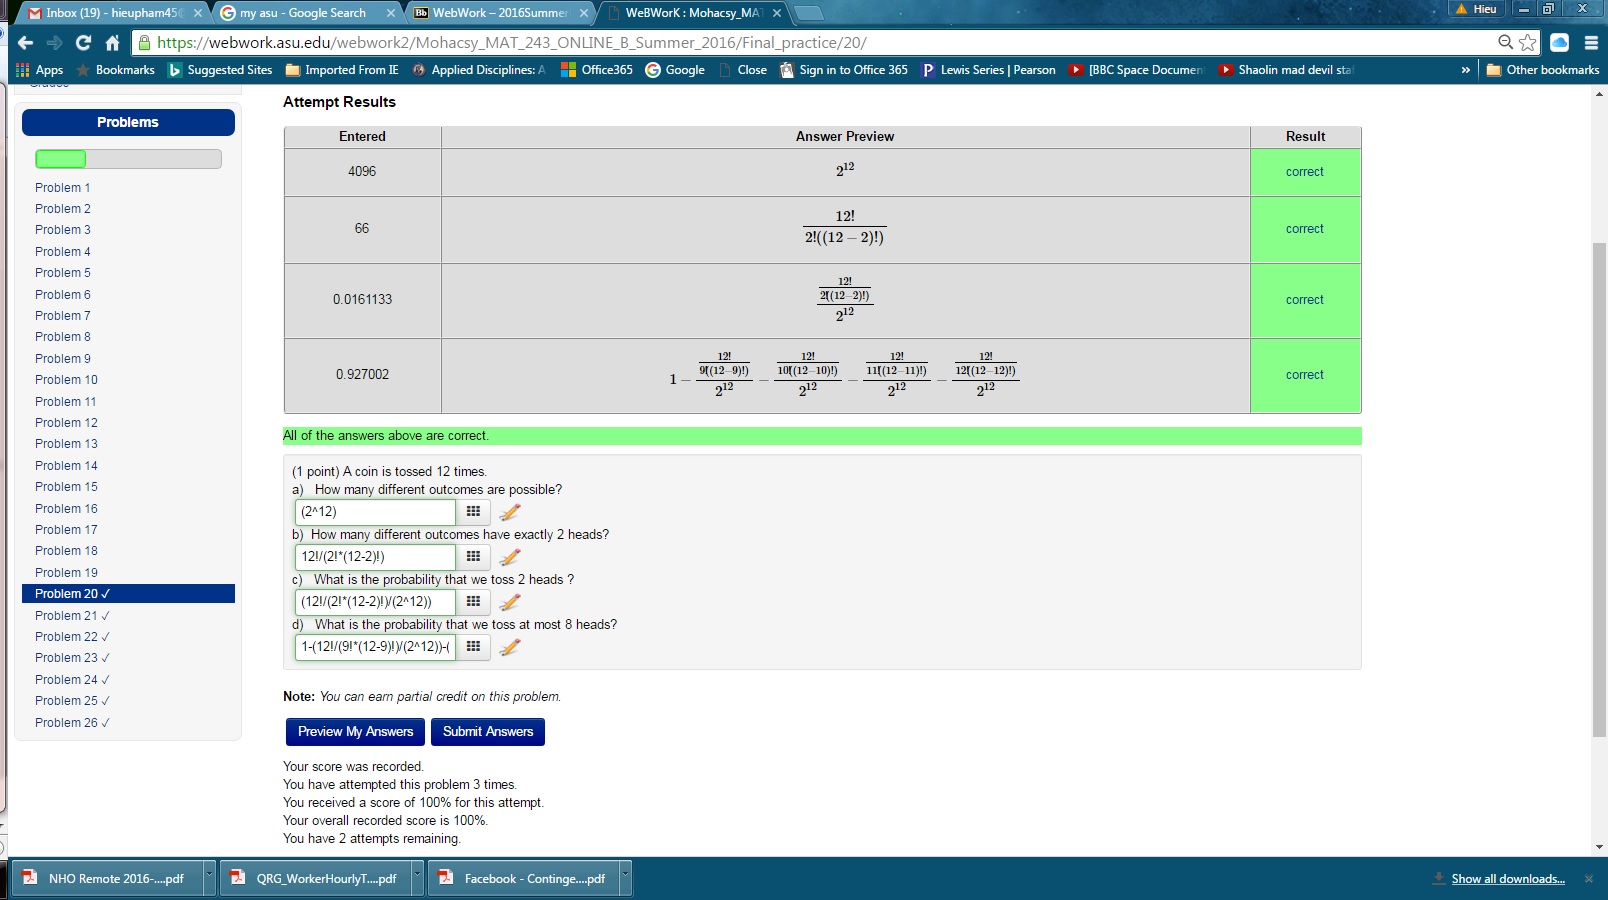 Inbox (19) - hieupham45@
my asu - Google Search
Bb WebWork – 2016Summer
WeBWorK : Mohacsy_MAT
Hieu
https://webwork.asu.edu/webwork2/Mohacsy_MAT_243_ONLINE_B_Summer_2016/Final_practice/20/
Apps Bookmarks Suggested Sites Imported From IE Applied Disciplines: A Office365 Google Close Sign in to Office 365 Lewis Series | Pearson [BBC Space Documen Shaolin mad devil sta » Other bookmarks
Grades
Problems
Problem 1
Problem 2
Problem 3
Problem 4
Problem 5
Problem 6
Problem 7
Problem 8
Problem 9
Problem 10
Problem 11
Problem 12
Problem 13
Problem 14
Problem 15
Problem 16
Problem 17
Problem 18
Problem 19
Problem 20 ✓
Problem 21 ✓
Problem 22 ✓
Problem 23 ✓
Problem 24 ✓
Problem 25 ✓
Problem 26 ✓
Attempt Results
Entered Answer Preview Result
4096 2^12 correct
66 12!/(2!((12 − 2)!)) correct
0.0161133 (12!/(2!((12−2)!)))/2^12 correct
0.927002 1 − (12!/(9!((12−9)!)))/2^12 − (12!/(10!((12−10)!)))/2^12 − (12!/(11!((12−11)!)))/2^12 − (12!/(12!((12−12)!)))/2^12 correct
All of the answers above are correct.
(1 point) A coin is tossed 12 times.
a) How many different outcomes are possible?
(2^12)
b) How many different outcomes have exactly 2 heads?
12!/(2!*(12-2)!)
c) What is the probability that we toss 2 heads ?
(12!/(2!*(12-2)!)/(2^12))
d) What is the probability that we toss at most 8 heads?
1-(12!/(9!*(12-9)!)/(2^12))-(
Note: You can earn partial credit on this problem.
Preview My Answers Submit Answers
Your score was recorded.
You have attempted this problem 3 times.
You received a score of 100% for this attempt.
Your overall recorded score is 100%.
You have 2 attempts remaining.
NHO Remote 2016-....pdf QRG_WorkerHourlyT....pdf Facebook - Continge....pdf Show all downloads...